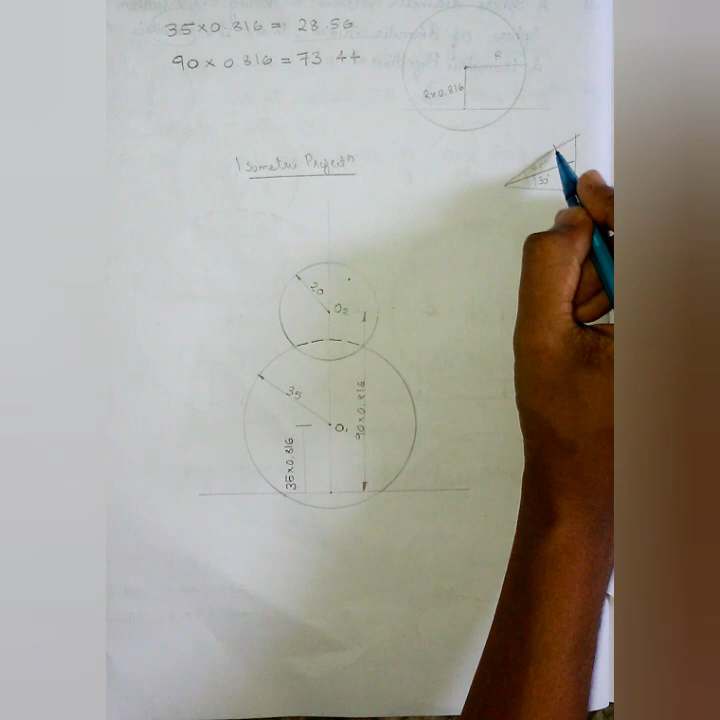 35×0.816 = 28.56
90 × 0.816 = 73.44
R
R×0.816
Isometric Projectn
30°
20
O2
35
O1
90×0.816
35×0.816